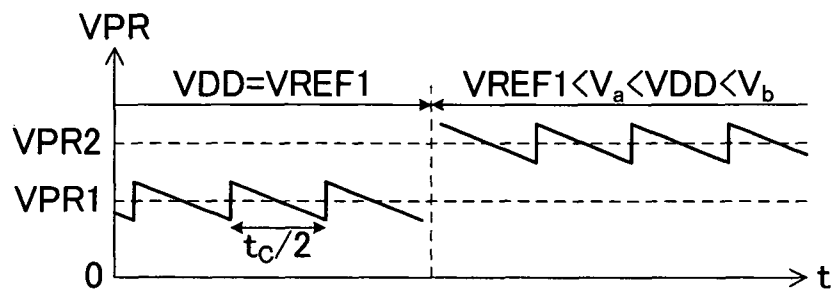 VPR
VDD=VREF1
VREF1<Va<VDD<Vb
VPR2
VPR1
tC/2
0
t